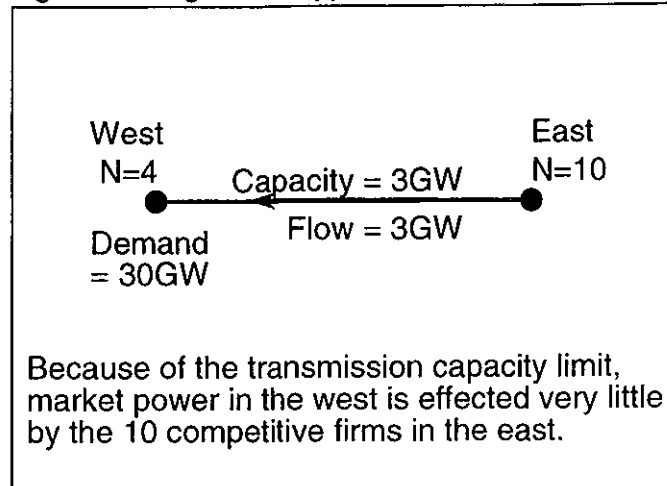 West
N=4
East
N=10
Capacity = 3GW
Flow = 3GW
Demand
= 30GW
Because of the transmission capacity limit,
market power in the west is effected very little
by the 10 competitive firms in the east.